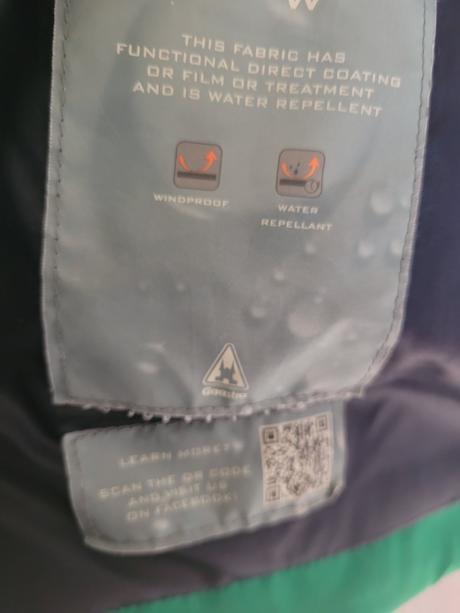 W
THIS FABRIC HAS
FUNCTIONAL DIRECT COATING
OR FILM OR TREATMENT
AND IS WATER REPELLENT
WINDPROOF
WATER
REPELLANT
Gaastra
LEARN MORE?
SCAN THE QR CODE
AND VISIT US
ON FACEBOOK!